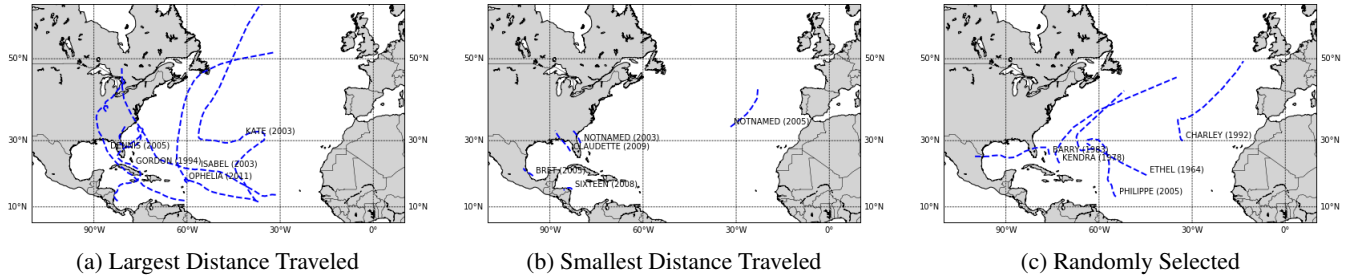 50°N
50°N
30°N
30°N
10°N
10°N
90°W
60°W
30°W
0°
KATE (2003)
DENNIS (2005)
GORDON (1994)
ISABEL (2003)
OPHELIA (2011)
(a) Largest Distance Traveled
50°N
50°N
30°N
30°N
10°N
10°N
90°W
60°W
30°W
0°
NOTNAMED (2005)
NOTNAMED (2003)
CLAUDETTE (2009)
BRET (2005)
SIXTEEN (2008)
(b) Smallest Distance Traveled
50°N
50°N
30°N
30°N
10°N
10°N
90°W
60°W
30°W
0°
CHARLEY (1992)
BARRY (1983)
KENDRA (1978)
ETHEL (1964)
PHILIPPE (2005)
(c) Randomly Selected